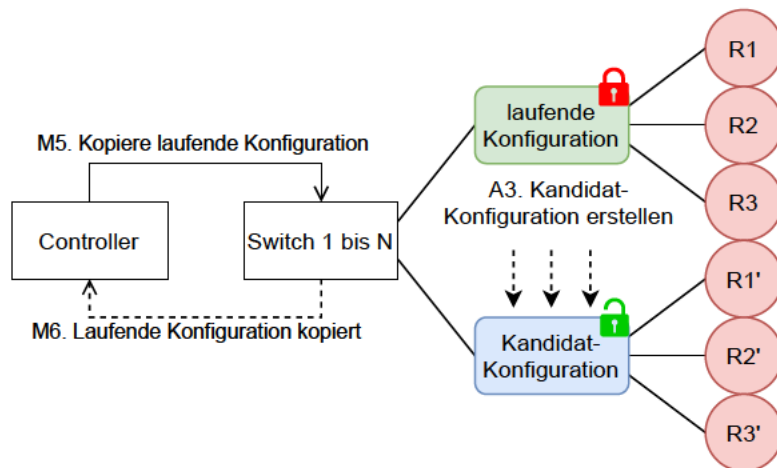 R1
laufende
Konfiguration
R2
M5. Kopiere laufende Konfiguration
A3. Kandidat-
Konfiguration erstellen
R3
Controller
Switch 1 bis N
R1'
M6. Laufende Konfiguration kopiert
Kandidat-
Konfiguration
R2'
R3'